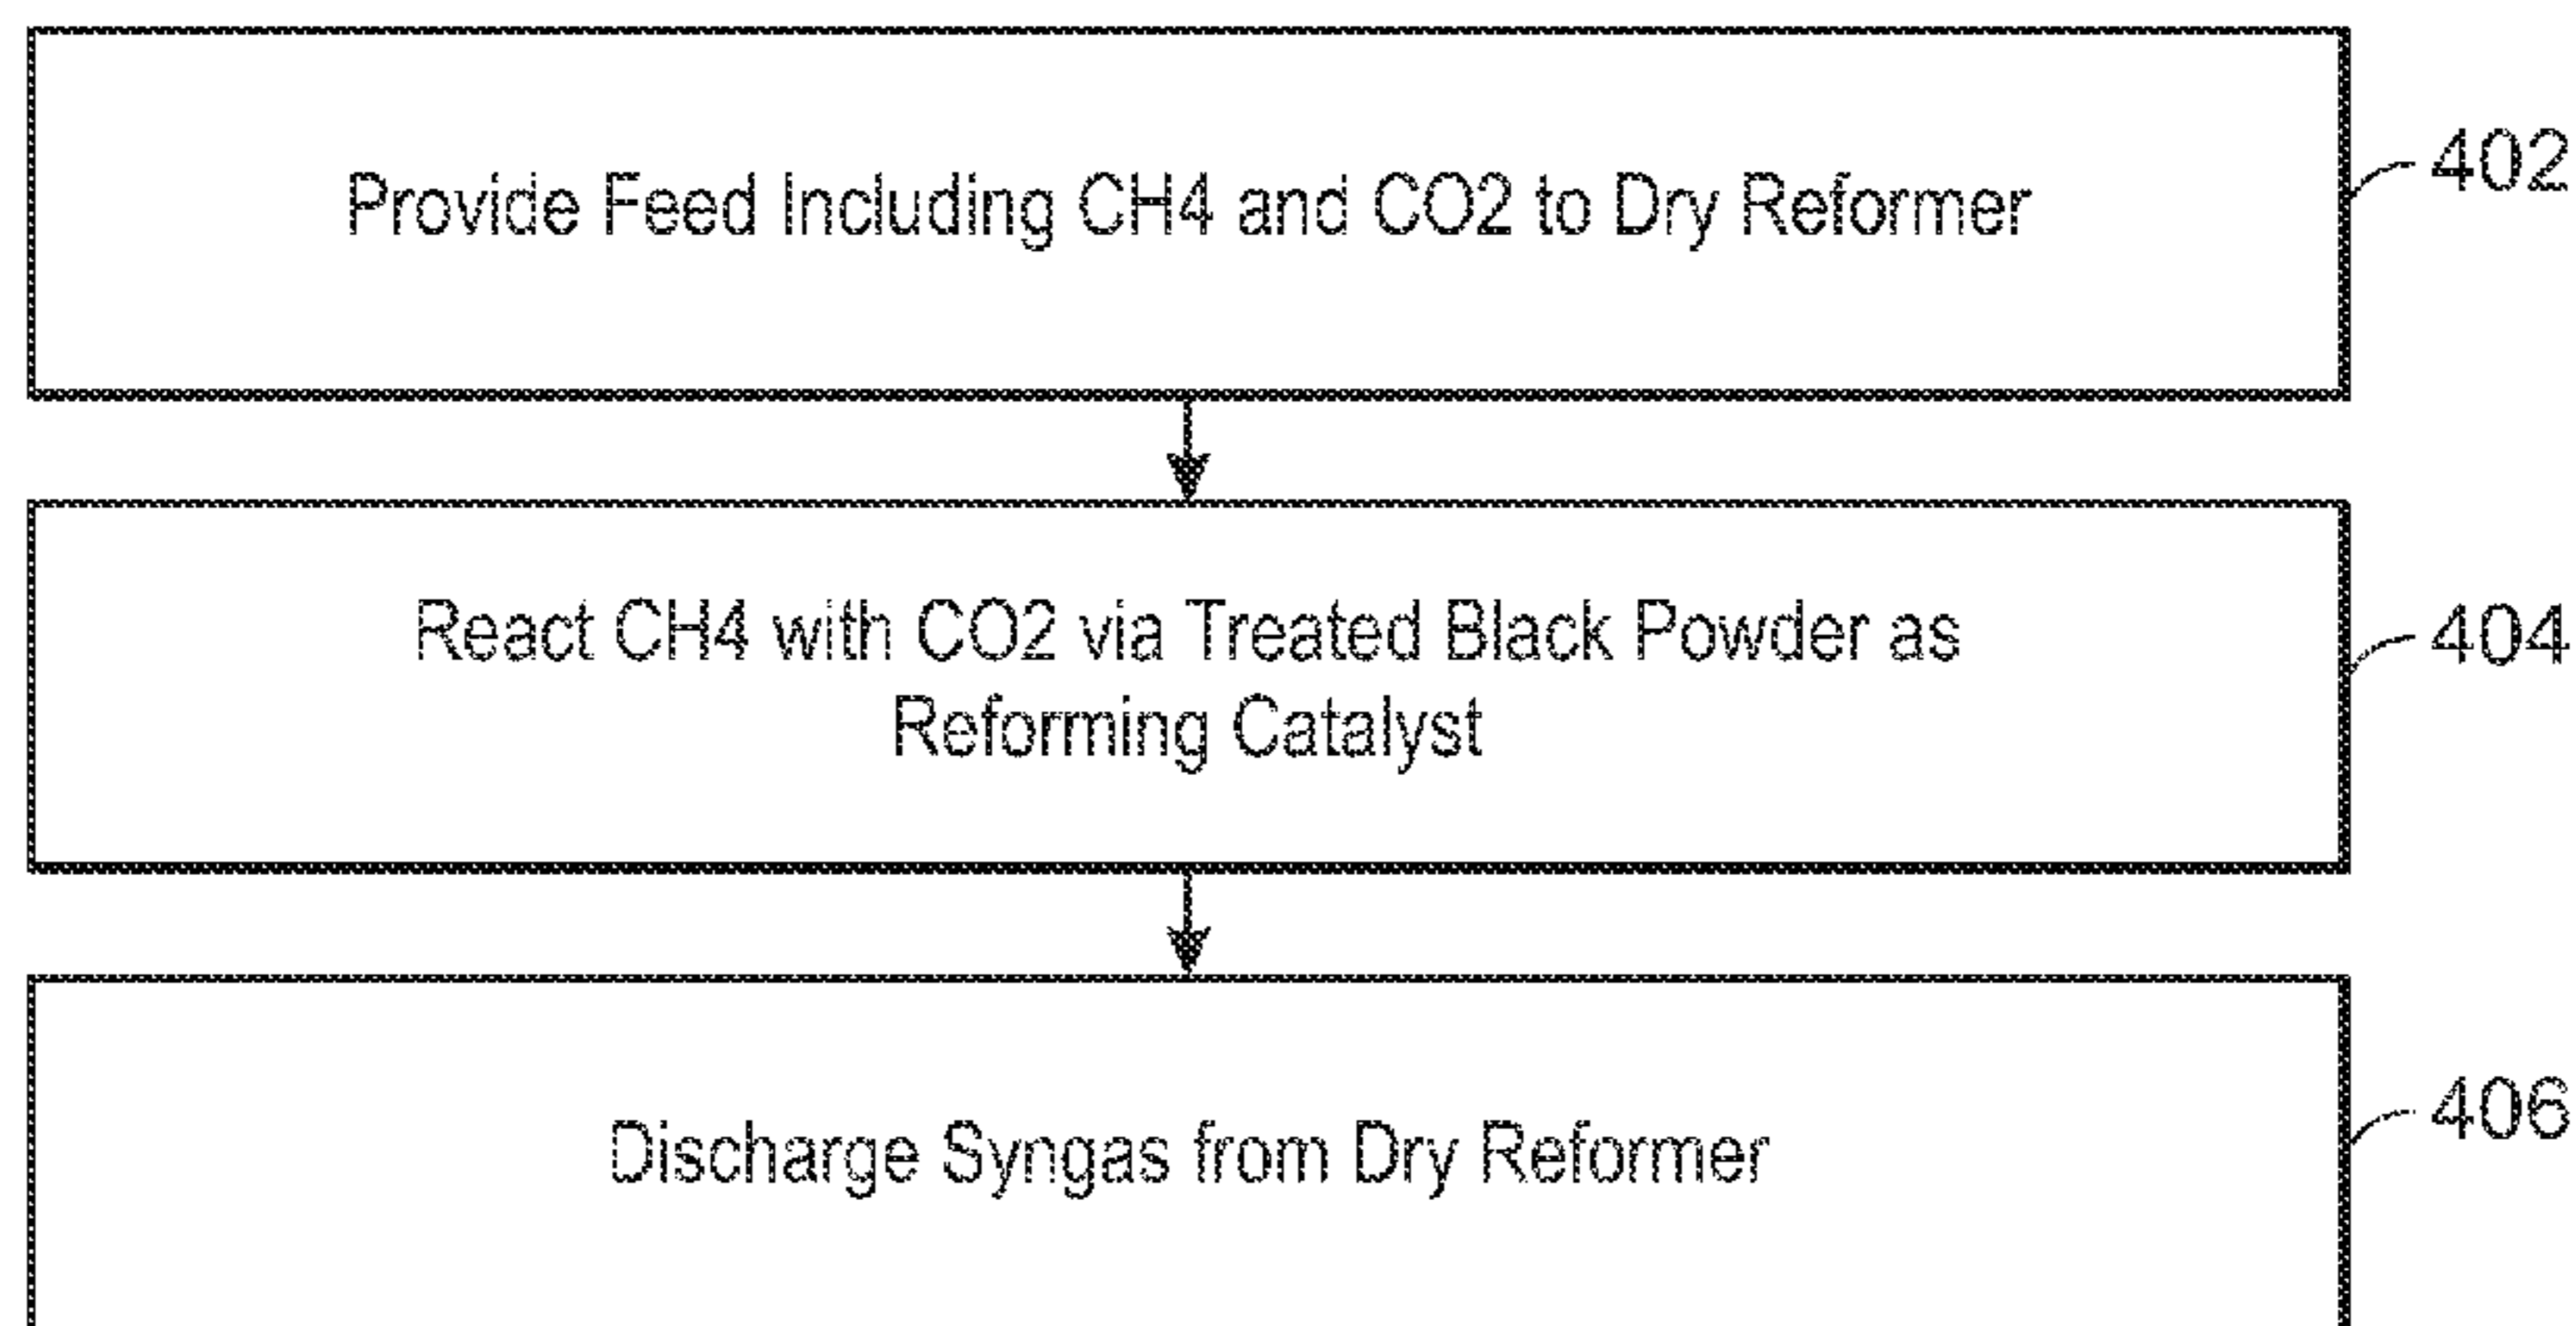 Provide Feed Including CH4 and CO2 to Dry Reformer
402
React CH4 with CO2 via Treated Black Powder as
Reforming Catalyst
404
Discharge Syngas from Dry Reformer
406